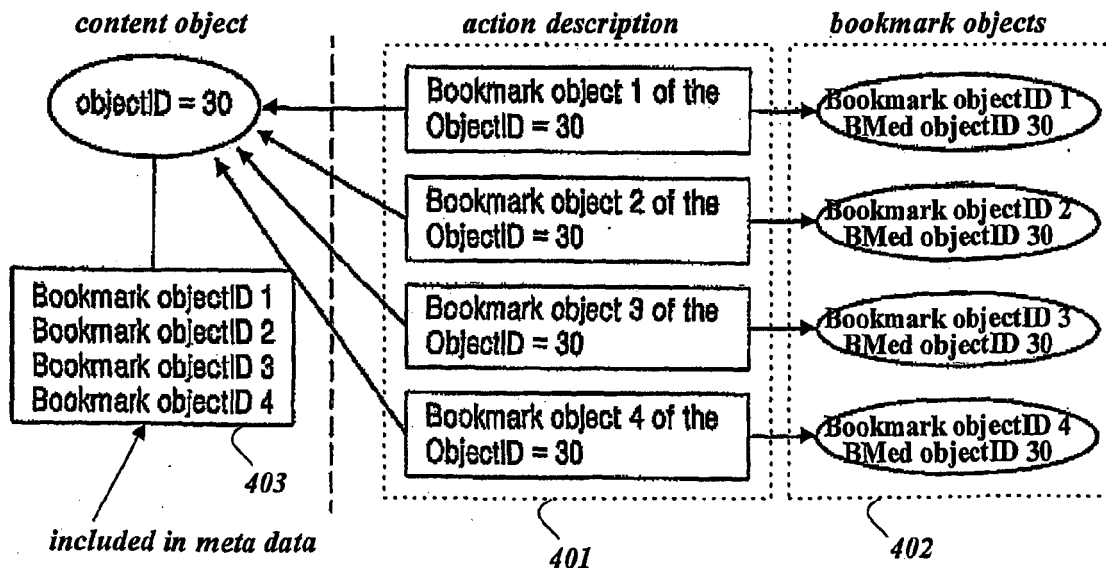 content object
action description
bookmark objects
objectID = 30
Bookmark object 1 of the
ObjectID = 30
Bookmark objectID 1
BMed objectID 30
Bookmark object 2 of the
ObjectID = 30
Bookmark objectID 2
BMed objectID 30
Bookmark objectID 1
Bookmark objectID 2
Bookmark objectID 3
Bookmark objectID 4
Bookmark object 3 of the
ObjectID = 30
Bookmark objectID 3
BMed objectID 30
Bookmark object 4 of the
ObjectID = 30
Bookmark objectID 4
BMed objectID 30
403
included in meta data
401
402